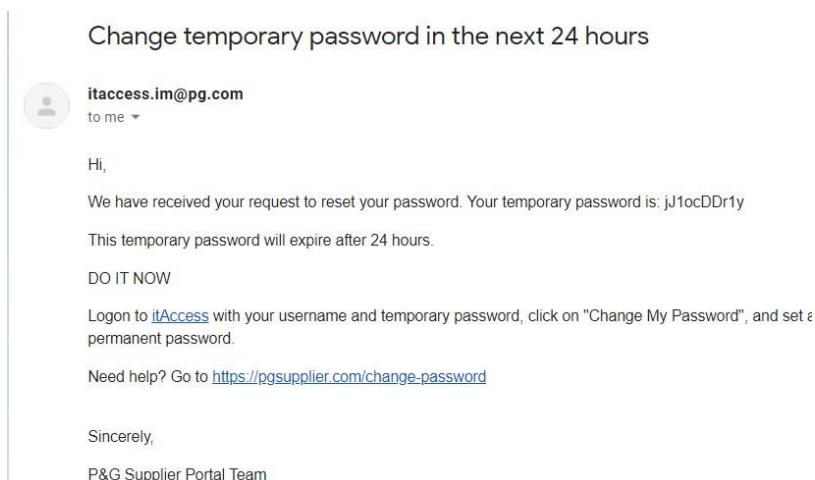 Change temporary password in the next 24 hours
itaccess.im@pg.com
to me
Hi,
We have received your request to reset your password. Your temporary password is: jJ1ocDDr1y
This temporary password will expire after 24 hours.
DO IT NOW
Logon to itAccess with your username and temporary password, click on "Change My Password", and set a
permanent password.
Need help? Go to https://pgsupplier.com/change-password
Sincerely,
P&G Supplier Portal Team